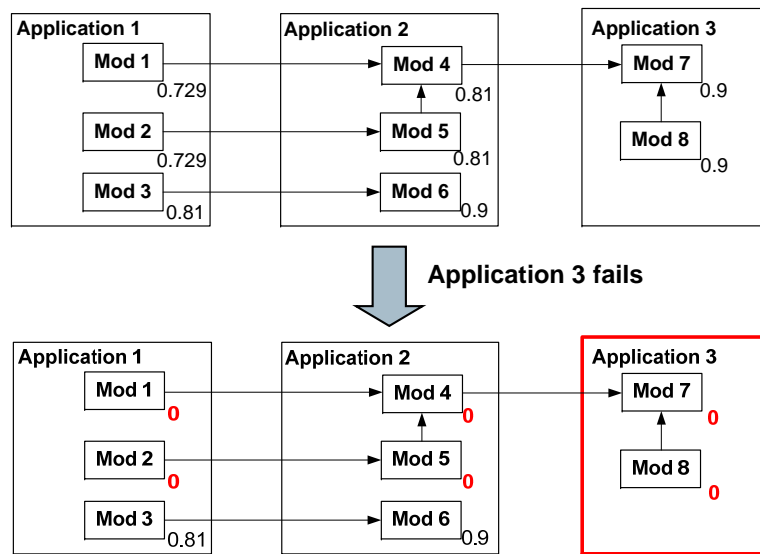 Application 1
Application 2
Application 3
Mod 1
0.729
Mod 4
0.81
Mod 7
0.9
Mod 2
0.729
Mod 5
0.81
Mod 8
0.9
Mod 3
0.81
Mod 6
0.9
Application 3 fails
Application 1
Application 2
Application 3
Mod 1
0
Mod 4
0
Mod 7
0
Mod 2
0
Mod 5
0
Mod 8
0
Mod 3
0.81
Mod 6
0.9